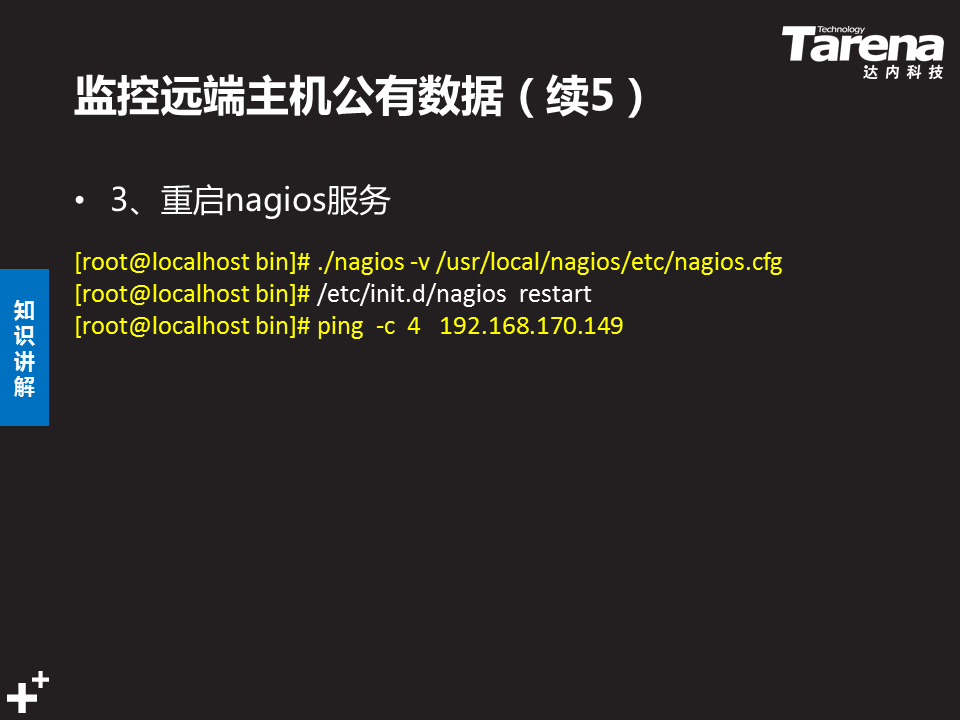 Technology
Tarena
达内科技
监控远端主机公有数据（续5）
• 3、重启nagios服务
[root@localhost bin]# ./nagios -v /usr/local/nagios/etc/nagios.cfg
[root@localhost bin]# /etc/init.d/nagios  restart
[root@localhost bin]# ping  -c  4   192.168.170.149
知
识
讲
解